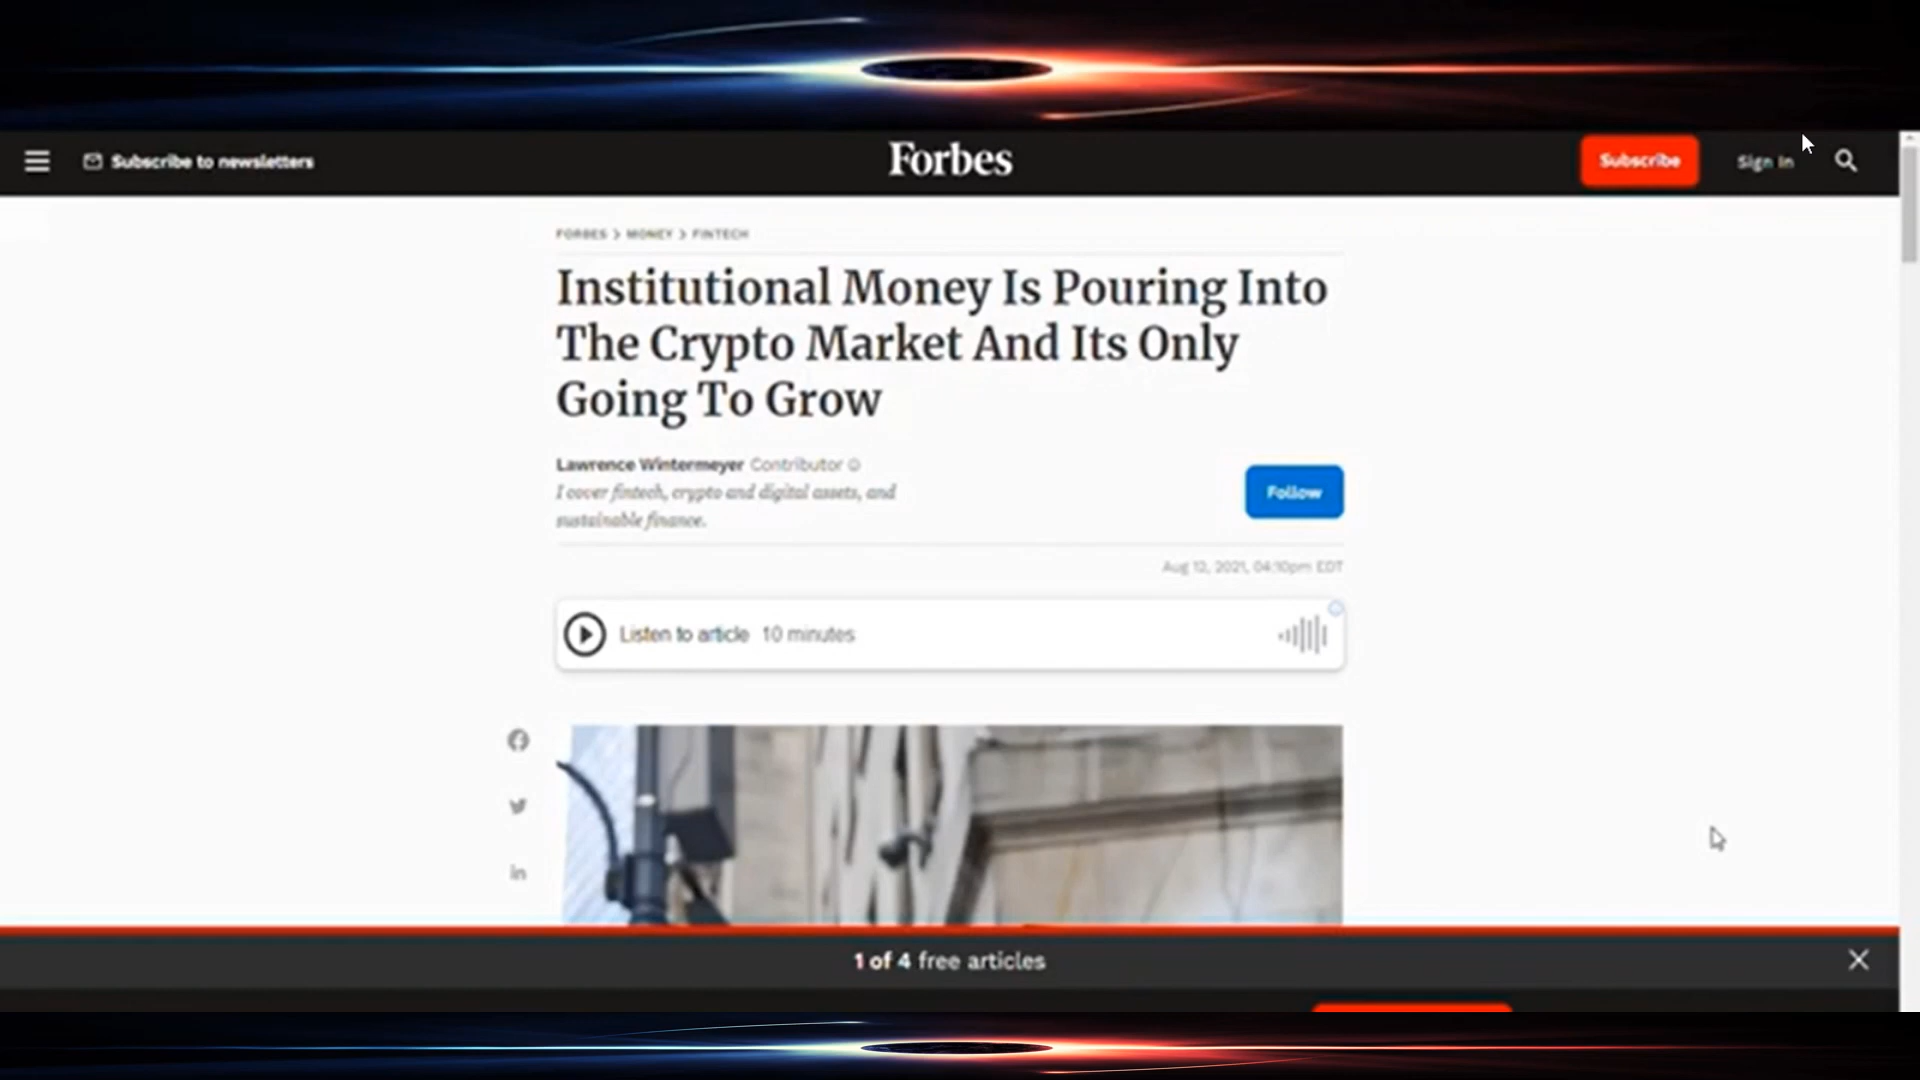 Subscribe to newsletters
Forbes
Subscribe
Sign In
FORBES > MONEY > FINTECH
Institutional Money Is Pouring Into
The Crypto Market And Its Only
Going To Grow
Lawrence Wintermeyer Contributor
I cover fintech, crypto and digital assets, and
sustainable finance.
Follow
Aug 12, 2021, 04:10pm EDT
Listen to article 10 minutes
in
1 of 4 free articles